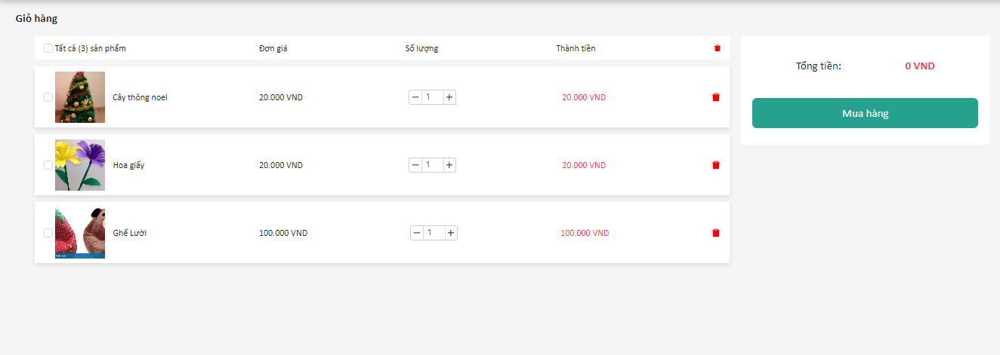 Giỏ hàng
Tất cả (3) sản phẩm Đơn giá Số lượng Thành tiền
Tổng tiền: 0 VND
Mua hàng
Cây thông noel 20.000 VND 1 20.000 VND
Hoa giấy 20.000 VND 1 20.000 VND
Ghế Lười 100.000 VND 1 100.000 VND